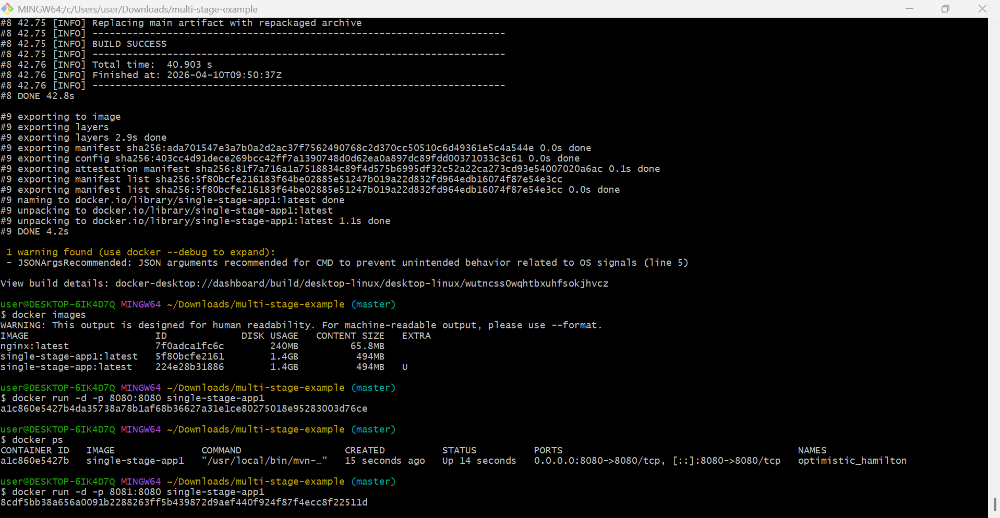 MINGW64:/c/Users/user/Downloads/multi-stage-example
#8 42.75 [INFO] Replacing main artifact with repackaged archive
#8 42.75 [INFO] ------------------------------------------------------------------------
#8 42.75 [INFO] BUILD SUCCESS
#8 42.75 [INFO] ------------------------------------------------------------------------
#8 42.76 [INFO] Total time:  40.903 s
#8 42.76 [INFO] Finished at: 2026-04-10T09:50:37Z
#8 42.76 [INFO] ------------------------------------------------------------------------
#8 DONE 42.8s
#9 exporting to image
#9 exporting layers
#9 exporting layers 2.9s done
#9 exporting manifest sha256:ada701547e3a7b0a2d2ac37f7562490768c2d370cc50510c6d49361e5c4a544e 0.0s done
#9 exporting config sha256:403cc4d91dece269bcc42ff7a1390748d0d62ea0a897dc89fdd00371033c3c61 0.0s done
#9 exporting attestation manifest sha256:81f7a716a1a7518834c89f4d575b6995df32c52a22ca273cd93e54007020a6ac 0.1s done
#9 exporting manifest list sha256:5f80bcfe216183f64be02885e51247b019a22d832fd964edb16074f87e54e3cc
#9 exporting manifest list sha256:5f80bcfe216183f64be02885e51247b019a22d832fd964edb16074f87e54e3cc 0.0s done
#9 naming to docker.io/library/single-stage-app1:latest done
#9 unpacking to docker.io/library/single-stage-app1:latest
#9 unpacking to docker.io/library/single-stage-app1:latest 1.1s done
#9 DONE 4.2s
1 warning found (use docker --debug to expand):
- JSONArgsRecommended: JSON arguments recommended for CMD to prevent unintended behavior related to OS signals (line 5)
View build details: docker-desktop://dashboard/build/desktop-linux/desktop-linux/wutncss0wqhtbxuhfsokjhvcz
user@DESKTOP-6IK4D7Q MINGW64 ~/Downloads/multi-stage-example (master)
$ docker images
WARNING: This output is designed for human readability. For machine-readable output, please use --format.
IMAGE                      ID             DISK USAGE   CONTENT SIZE   EXTRA
nginx:latest               7f0adca1fc6c        240MB         65.8MB
single-stage-app1:latest   5f80bcfe2161        1.4GB          494MB
single-stage-app:latest    224e28b31886        1.4GB          494MB   U
user@DESKTOP-6IK4D7Q MINGW64 ~/Downloads/multi-stage-example (master)
$ docker run -d -p 8080:8080 single-stage-app1
a1c860e5427b4da35738a78b1af68b36627a31e1ce80275018e95283003d76ce
user@DESKTOP-6IK4D7Q MINGW64 ~/Downloads/multi-stage-example (master)
$ docker ps
CONTAINER ID   IMAGE               COMMAND                  CREATED          STATUS          PORTS                                         NAMES
a1c860e5427b   single-stage-app1   "/usr/local/bin/mvn-…"   15 seconds ago   Up 14 seconds   0.0.0.0:8080->8080/tcp, [::]:8080->8080/tcp   optimistic_hamilton
user@DESKTOP-6IK4D7Q MINGW64 ~/Downloads/multi-stage-example (master)
$ docker run -d -p 8081:8080 single-stage-app1
8cdf5bb38a656a0091b2288263ff5b439872d9aef440f924f87f4ecc8f22511d